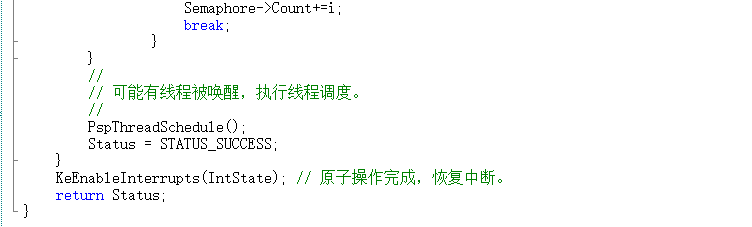 Semaphore->Count+=i;
break;
}
}
//
// 可能有线程被唤醒，执行线程调度。
//
PspThreadSchedule();
Status = STATUS_SUCCESS;
}
KeEnableInterrupts(IntState); // 原子操作完成，恢复中断。
return Status;
}